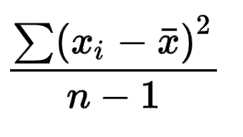 ∑(xᵢ − x̄)²
n − 1